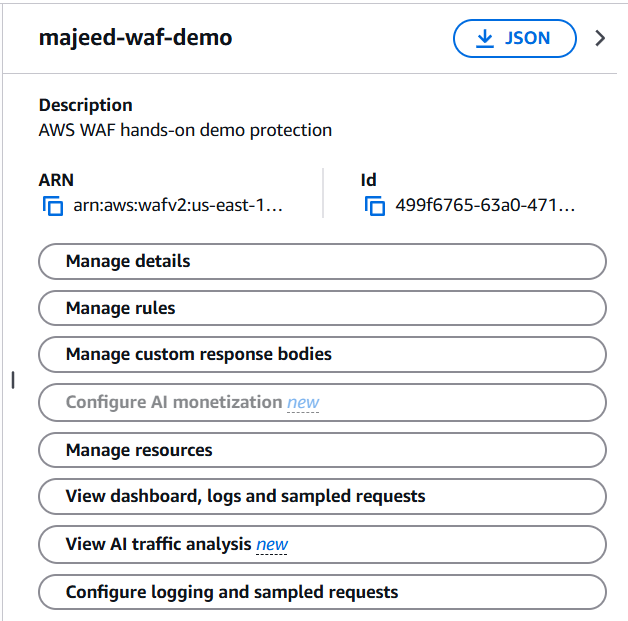 majeed-waf-demo
JSON
Description
AWS WAF hands-on demo protection
ARN
arn:aws:wafv2:us-east-1...
Id
499f6765-63a0-471...
Manage details
Manage rules
Manage custom response bodies
Configure AI monetization new
Manage resources
View dashboard, logs and sampled requests
View AI traffic analysis new
Configure logging and sampled requests